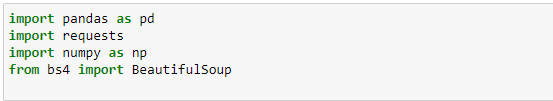 import pandas as pd
import requests
import numpy as np
from bs4 import BeautifulSoup